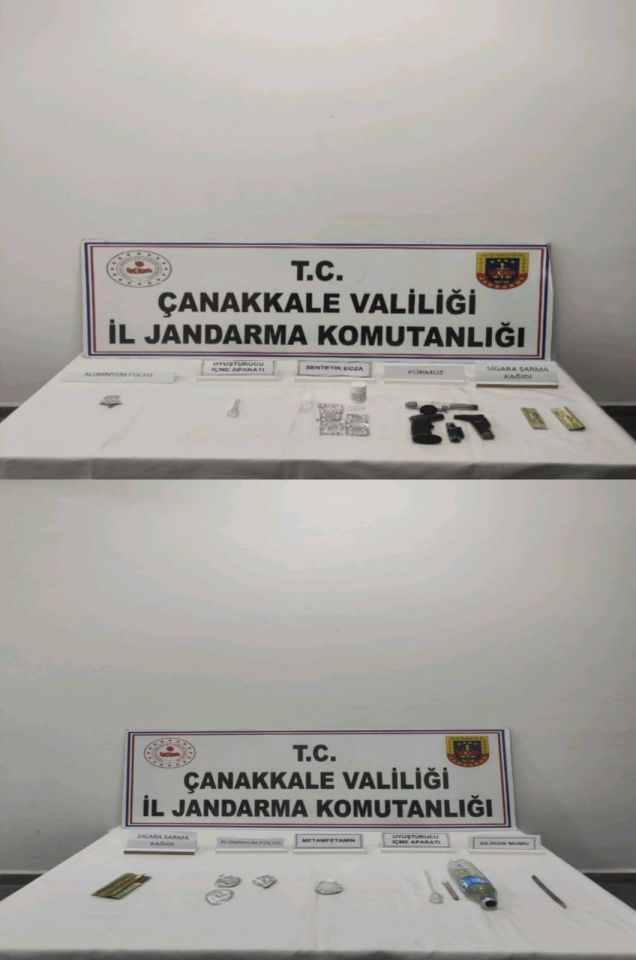 T.C.
ÇANAKKALE VALİLİĞİ
İL JANDARMA KOMUTANLIĞI
ALUMİNYUM FOLYO
UYUŞTURUCU
İÇME APARATI
SENTETİK ECZA
PÜRMÜZ
SİGARA SARMA
KAĞIDI
T.C.
ÇANAKKALE VALİLİĞİ
İL JANDARMA KOMUTANLIĞI
SİGARA SARMA
KAĞIDI
ALUMİNYUM FOLYO
METAMFETAMİN
UYUŞTURUCU
İÇME APARATI
SİLİKON MUMU